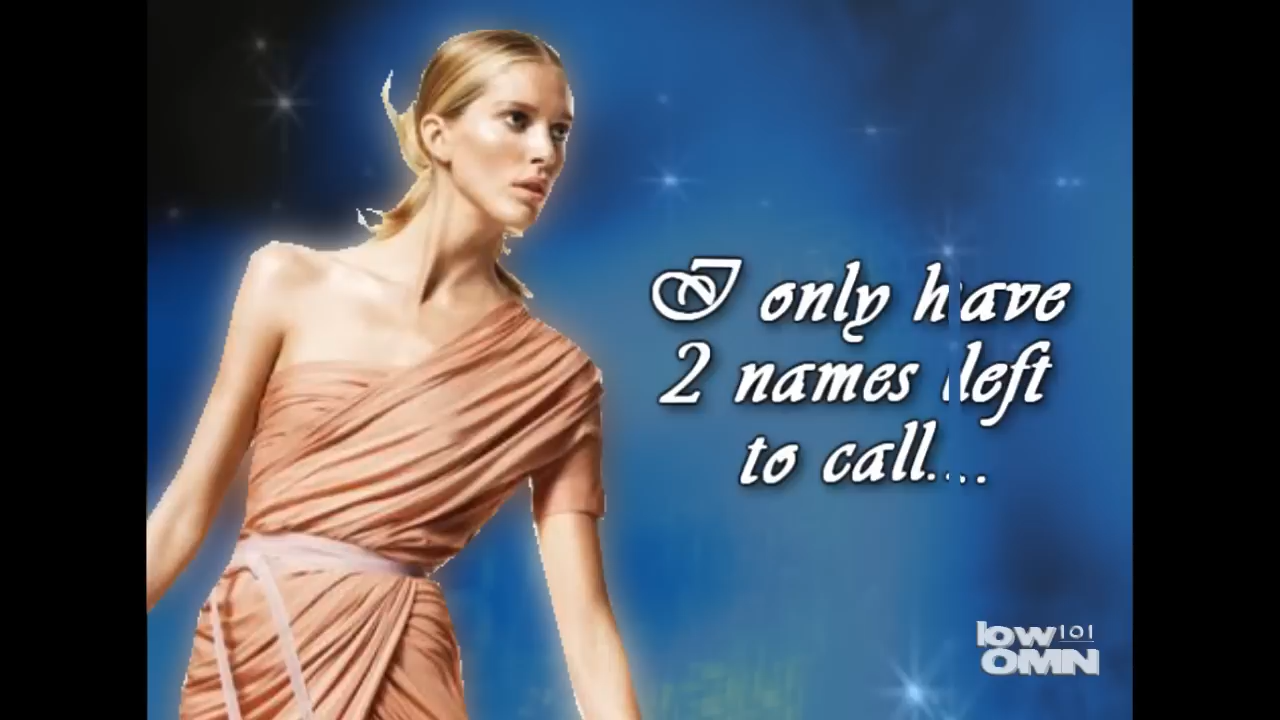 I only have
2 names left
to call....
low 101
OMN